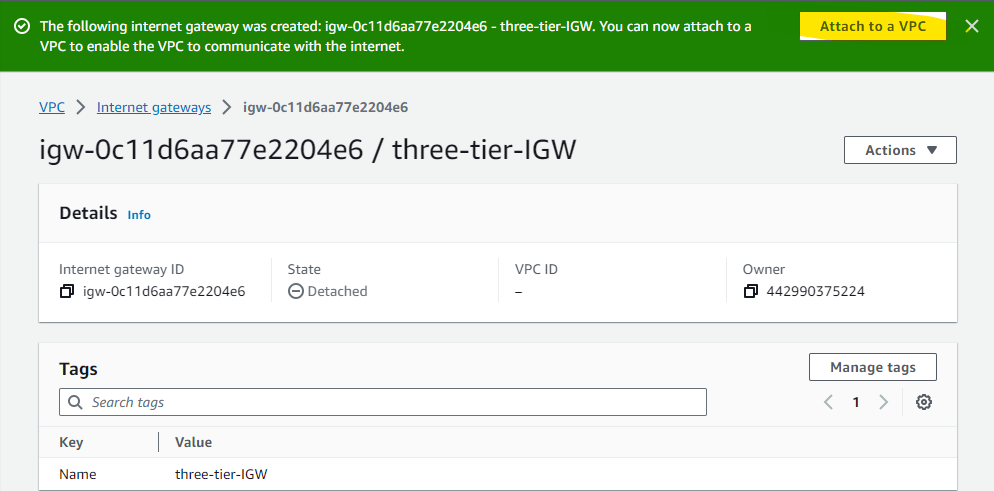 The following internet gateway was created: igw-0c11d6aa77e2204e6 - three-tier-IGW. You can now attach to a
VPC to enable the VPC to communicate with the internet.
Attach to a VPC
VPC > Internet gateways > igw-0c11d6aa77e2204e6
igw-0c11d6aa77e2204e6 / three-tier-IGW
Actions
Details Info
Internet gateway ID State VPC ID Owner
igw-0c11d6aa77e2204e6 Detached – 442990375224
Tags
Manage tags
Search tags
1
Key Value
Name three-tier-IGW